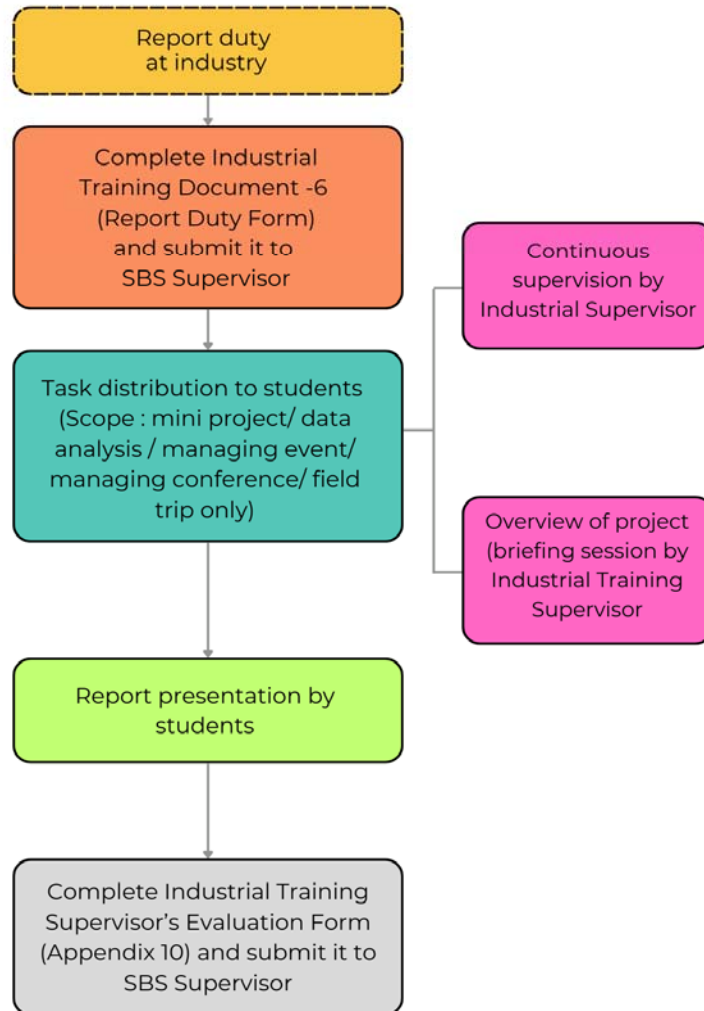 Report duty
at industry
Complete Industrial
Training Document -6
(Report Duty Form)
and submit it to
SBS Supervisor
Continuous
supervision by
Industrial Supervisor
Task distribution to students
(Scope : mini project/ data
analysis / managing event/
managing conference/ field
trip only)
Overview of project
(briefing session by
Industrial Training
Supervisor
Report presentation by
students
Complete Industrial Training
Supervisor’s Evaluation Form
(Appendix 10) and submit it to
SBS Supervisor